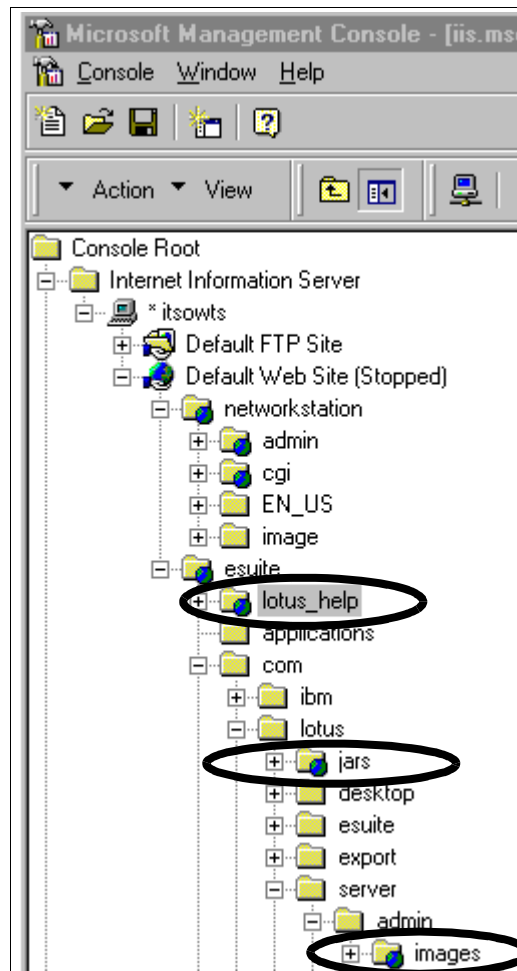 Microsoft Management Console - [iis.ms
Console Window Help
Action View
Console Root
Internet Information Server
* itsowts
Default FTP Site
Default Web Site (Stopped)
networkstation
admin
cgi
EN_US
image
esuite
lotus_help
applications
com
ibm
lotus
jars
desktop
esuite
export
server
admin
images